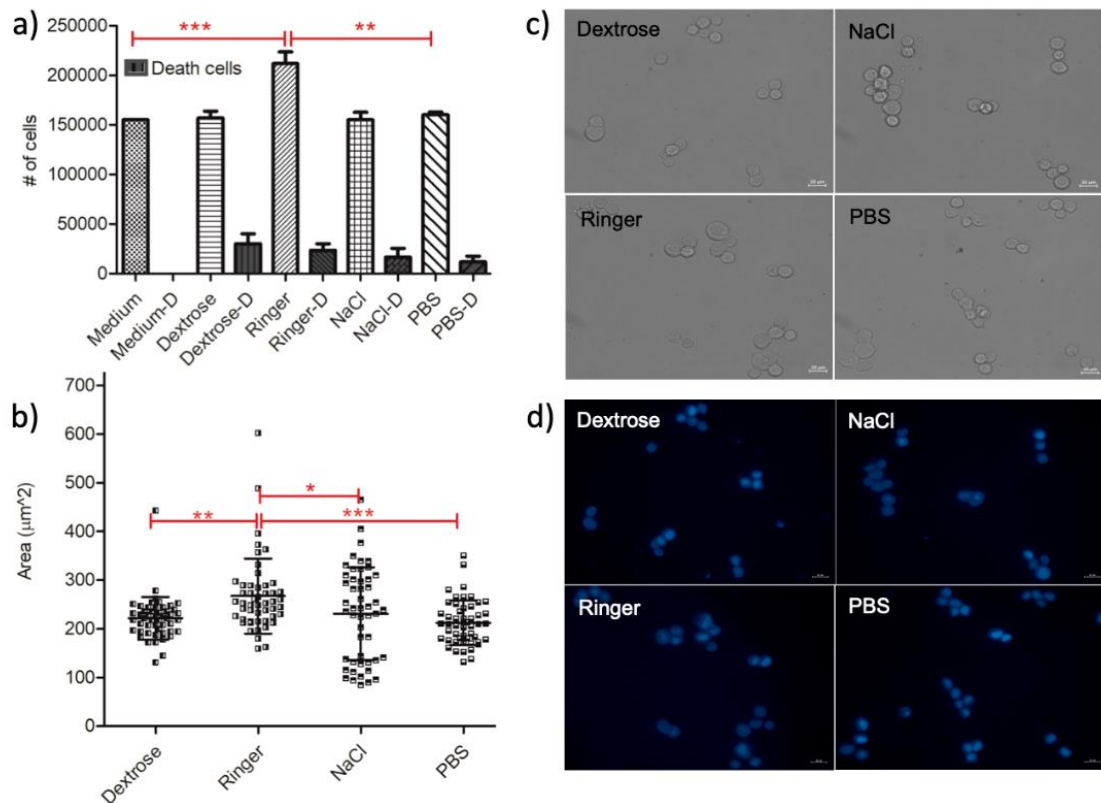 a)
250000
200000
150000
100000
50000
0
# of cells
***
**
Death cells
Medium
Medium-D
Dextrose
Dextrose-D
Ringer
Ringer-D
NaCl
NaCl-D
PBS
PBS-D
b)
700
600
500
400
300
200
100
0
Area (μm^2)
*
**
***
Dextrose
Ringer
NaCl
PBS
c)
Dextrose
NaCl
Ringer
PBS
d)
Dextrose
NaCl
Ringer
PBS